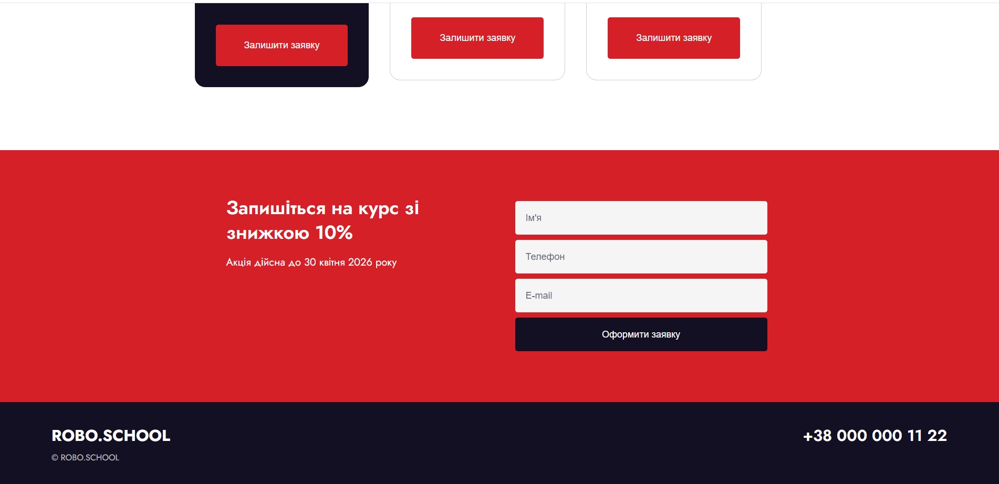 Залишити заявку
Залишити заявку
Залишити заявку
Запишіться на курс зі
знижкою 10%
Акція дійсна до 30 квітня 2026 року
Ім'я
Телефон
E-mail
Оформити заявку
ROBO.SCHOOL
© ROBO.SCHOOL
+38 000 000 11 22